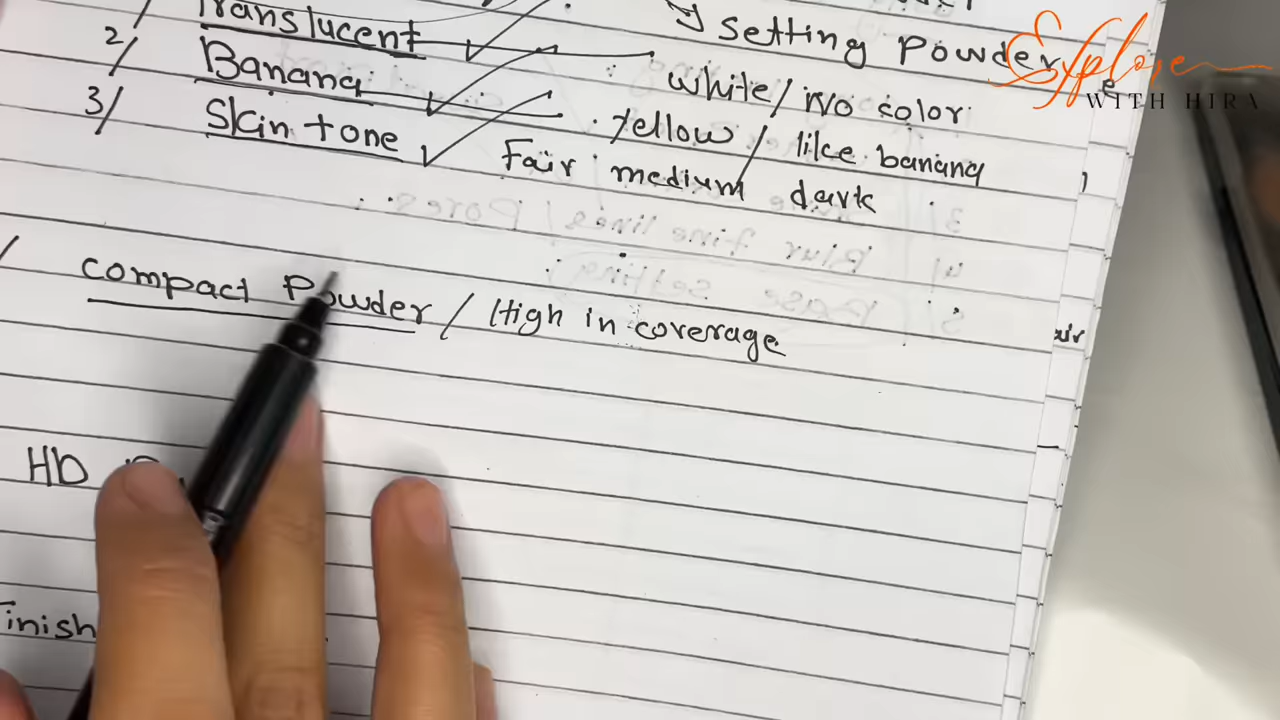 Setting Powder
Translucent
white/No color
2/ Banana
Yellow/like banana
3/ Skin tone
Fair medium dark
Compact Powder / High in coverage
HD
Finish
Explore
WITH HIRA